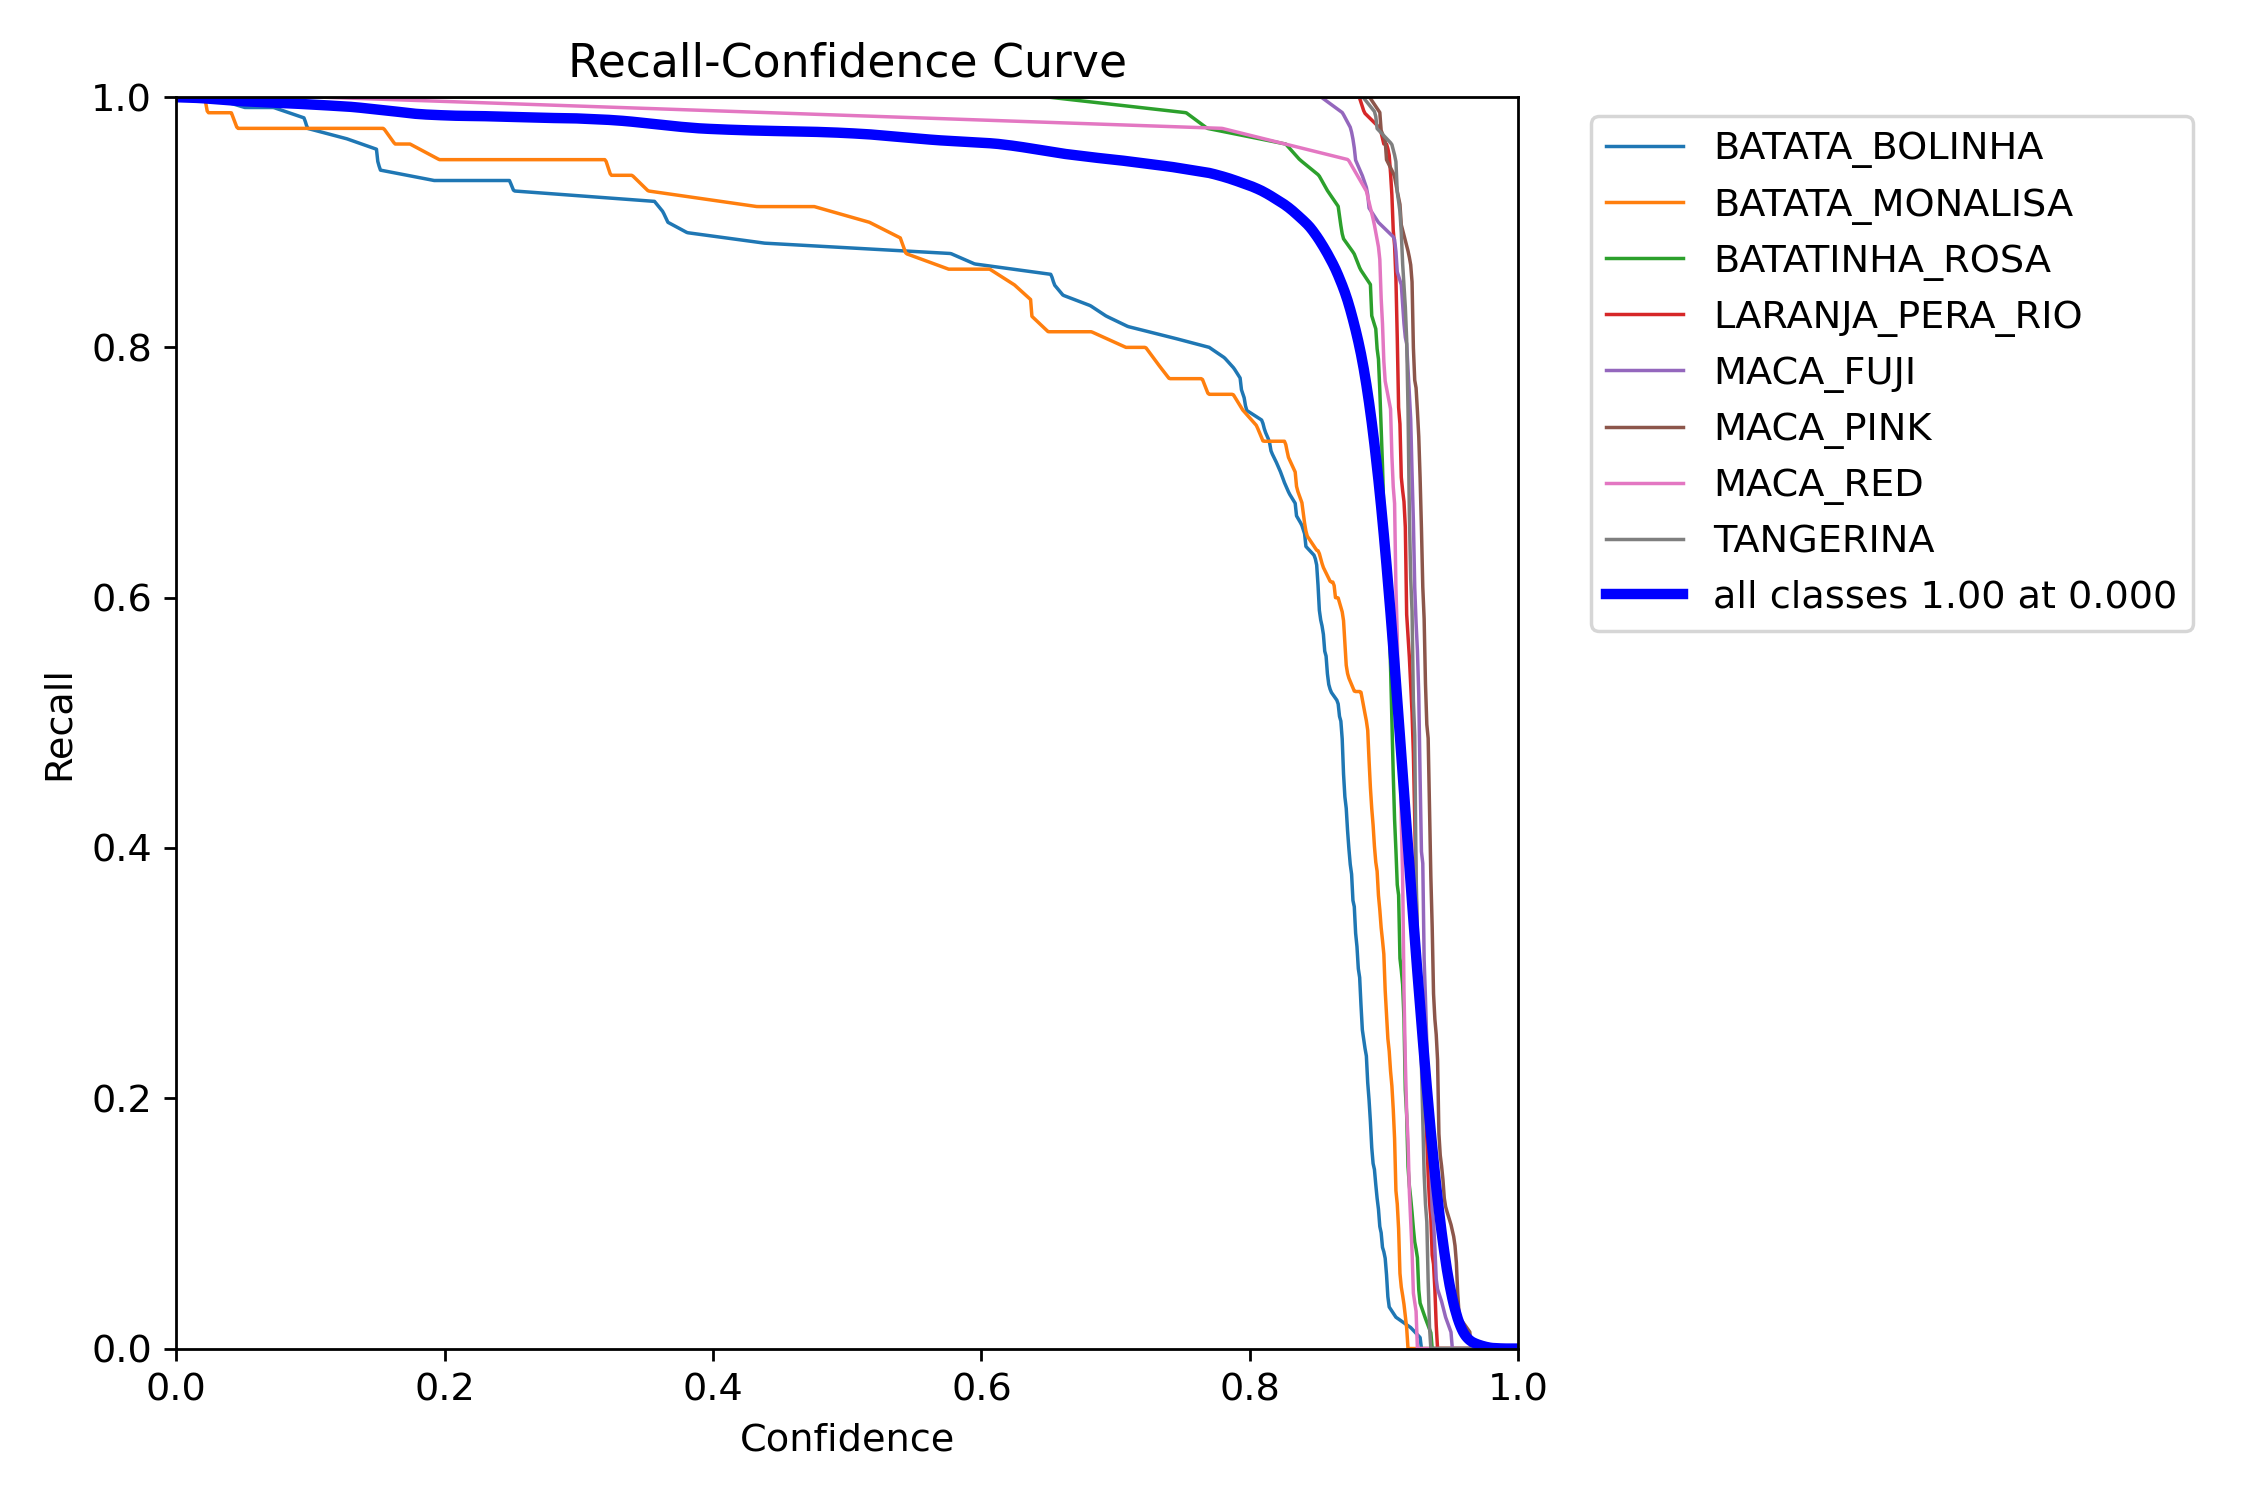 Recall-Confidence Curve
1.0
0.8
0.6
0.4
0.2
0.0
Recall
0.0 0.2 0.4 0.6 0.8 1.0
Confidence
BATATA_BOLINHA
BATATA_MONALISA
BATATINHA_ROSA
LARANJA_PERA_RIO
MACA_FUJI
MACA_PINK
MACA_RED
TANGERINA
all classes 1.00 at 0.000